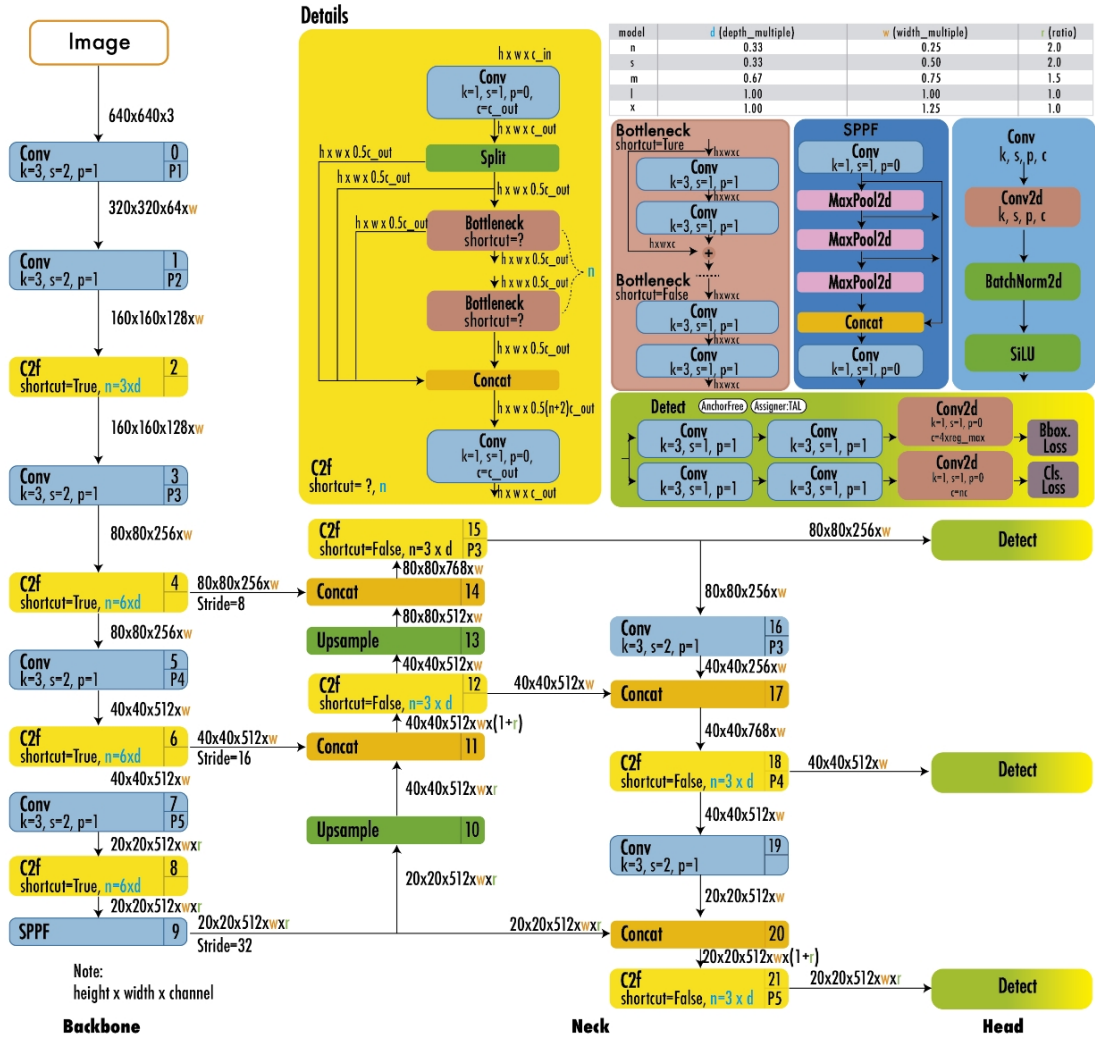 Details
Image
640x640x3
Conv
k=3, s=2, p=1
0
P1
320x320x64xw
Conv
k=3, s=2, p=1
1
P2
160x160x128xw
C2f
shortcut=True, n=3xd
2
160x160x128xw
Conv
k=3, s=2, p=1
3
P3
80x80x256xw
C2f
shortcut=True, n=6xd
4
80x80x256xw
Stride=8
80x80x256xw
Conv
k=3, s=2, p=1
5
P4
40x40x512xw
C2f
shortcut=True, n=6xd
6
40x40x512xw
Stride=16
40x40x512xw
Conv
k=3, s=2, p=1
7
P5
20x20x512xwxr
C2f
shortcut=True, n=6xd
8
20x20x512xwxr
SPPF
9
20x20x512xwxr
Stride=32
Note:
height x width x channel
Backbone
h x w x c_in
Conv
k=1, s=1, p=0,
c=c_out
h x w x c_out
h x w x 0.5c_out
Split
h x w x 0.5c_out
h x w x 0.5c_out
h x w x 0.5c_out
Bottleneck
shortcut=?
h x w x 0.5c_out
n
h x w x 0.5c_out
Bottleneck
shortcut=?
h x w x 0.5c_out
Concat
h x w x 0.5(n+2)c_out
Conv
k=1, s=1, p=0,
c=c_out
C2f
shortcut= ?, n
h x w x c_out
model d (depth_multiple) w (width_multiple) r (ratio)
n 0.33 0.25 2.0
s 0.33 0.50 2.0
m 0.67 0.75 1.5
l 1.00 1.00 1.0
x 1.00 1.25 1.0
Bottleneck
shortcut=Ture
hxwxc
Conv
k=3, s=1, p=1
hxwxc
Conv
k=3, s=1, p=1
hxwxc
+
Bottleneck
shortcut=False
hxwxc
Conv
k=3, s=1, p=1
hxwxc
Conv
k=3, s=1, p=1
hxwxc
SPPF
Conv
k=1, s=1, p=0
MaxPool2d
MaxPool2d
MaxPool2d
Concat
Conv
k=1, s=1, p=0
Conv
k, s, p, c
Conv2d
k, s, p, c
BatchNorm2d
SiLU
Detect
AnchorFree
Assigner:TAL
Conv
k=3, s=1, p=1
Conv
k=3, s=1, p=1
Conv2d
k=1, s=1, p=0
c=4xreg_max
Bbox.
Loss
Conv
k=3, s=1, p=1
Conv
k=3, s=1, p=1
Conv2d
k=1, s=1, p=0
c=nc
Cls.
Loss
C2f
shortcut=False, n=3 x d
15
P3
80x80x256xw
Detect
80x80x768xw
Concat
14
80x80x512xw
Upsample
13
40x40x512xw
C2f
shortcut=False, n=3 x d
12
40x40x512xw
40x40x512xwx(1+r)
Concat
11
40x40x512xwxr
Upsample
10
20x20x512xwxr
20x20x512xwxr
80x80x256xw
Conv
k=3, s=2, p=1
16
P3
40x40x256xw
Concat
17
40x40x768xw
C2f
shortcut=False, n=3 x d
18
P4
40x40x512xw
Detect
40x40x512xw
Conv
k=3, s=2, p=1
19
20x20x512xw
Concat
20
20x20x512xwx(1+r)
C2f
shortcut=False, n=3 x d
21
P5
20x20x512xwxr
Detect
Neck
Head